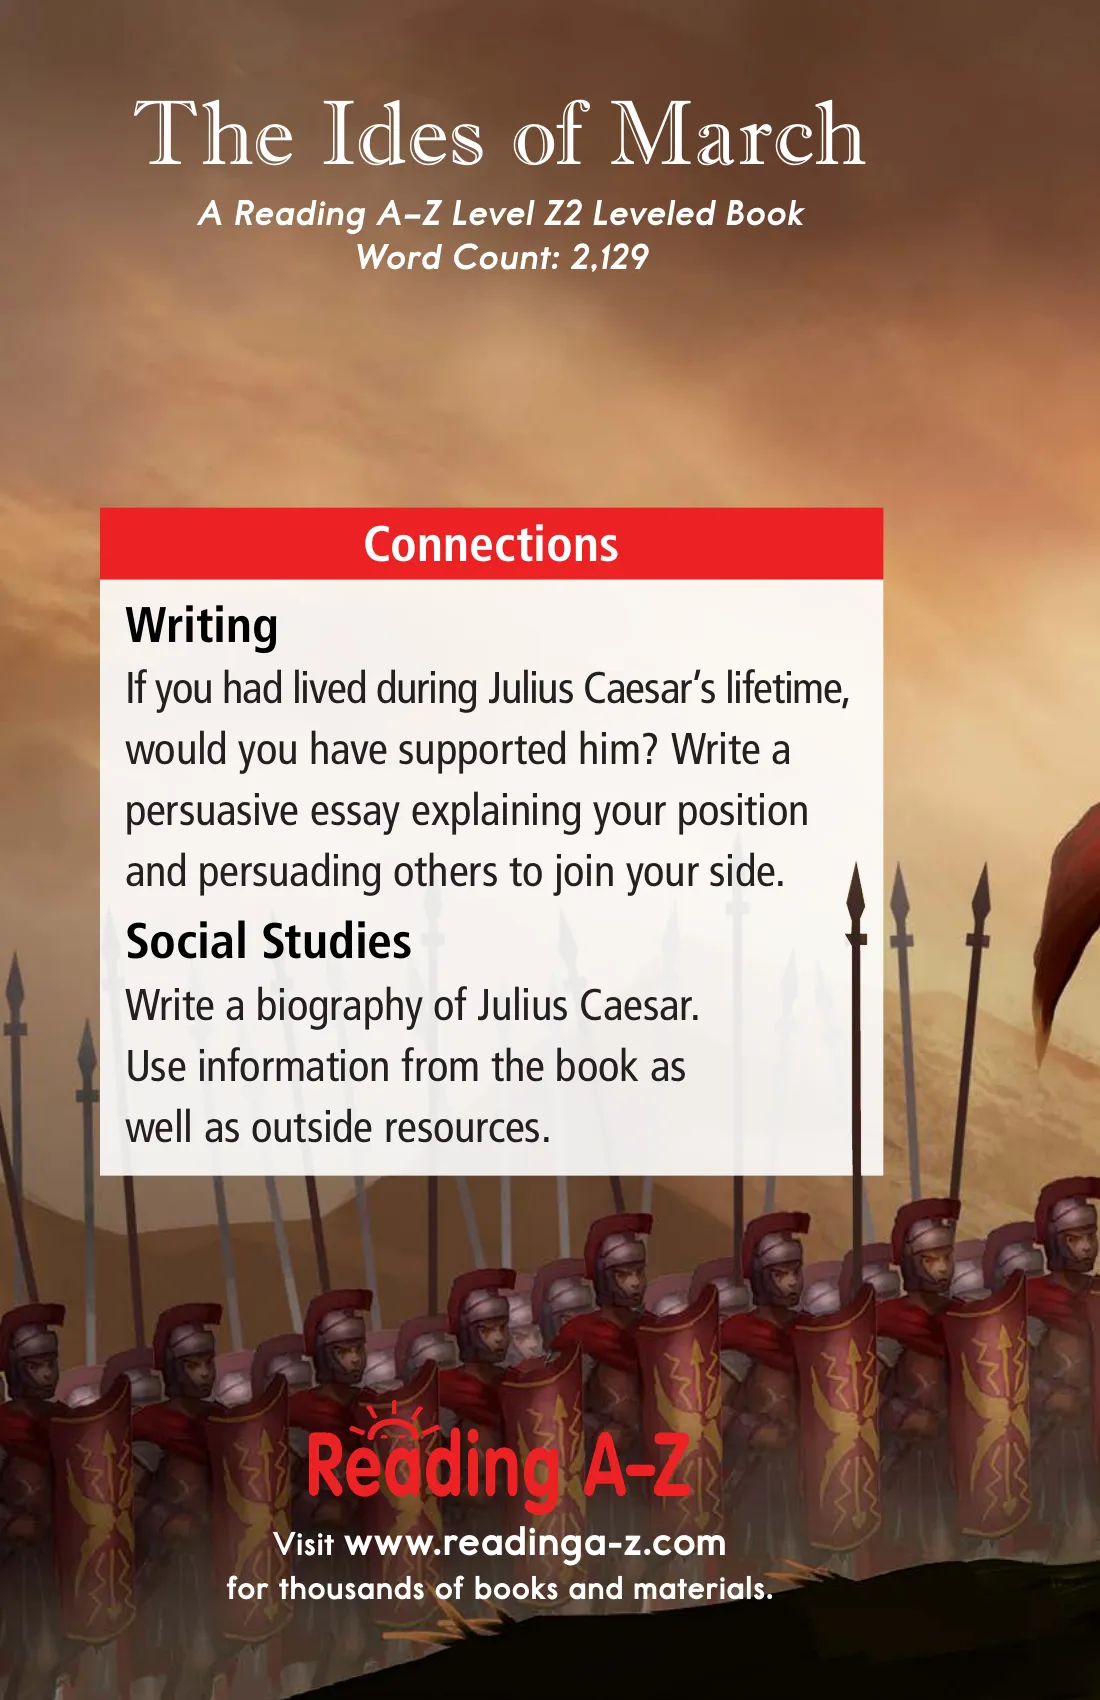 The Ides of March
A Reading A–Z Level Z2 Leveled Book
Word Count: 2,129
Connections
Writing
If you had lived during Julius Caesar’s lifetime,
would you have supported him? Write a
persuasive essay explaining your position
and persuading others to join your side.
Social Studies
Write a biography of Julius Caesar.
Use information from the book as
well as outside resources.
Reading A–Z
Visit www.readinga-z.com
for thousands of books and materials.